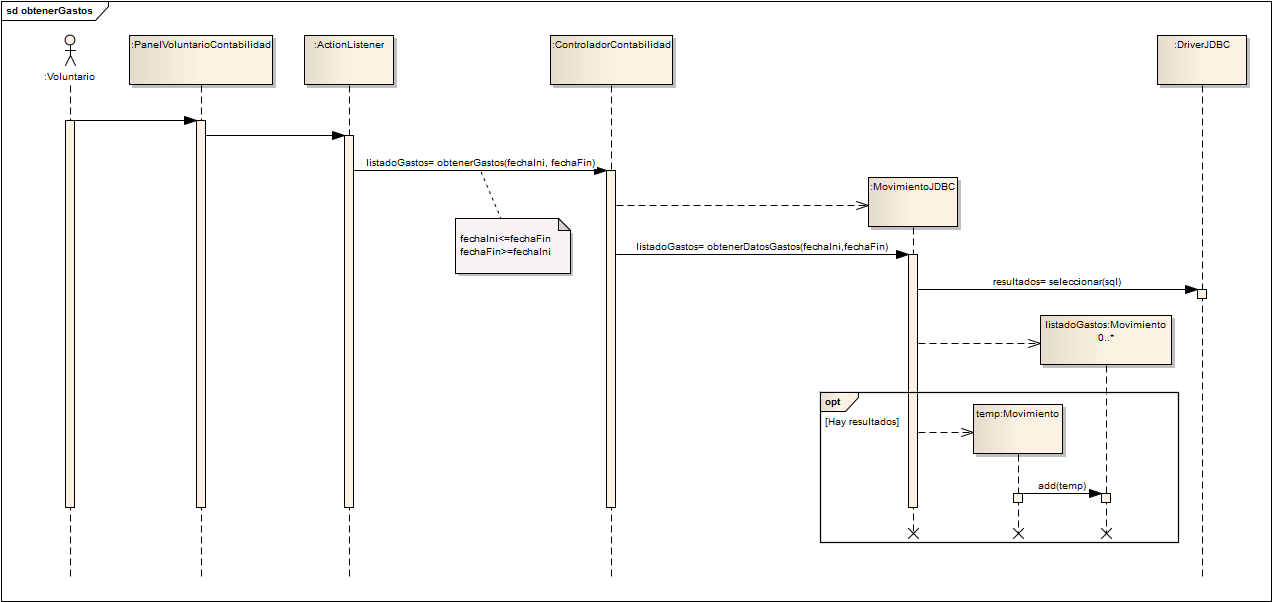 sd obtenerGastos
:Voluntario
:PanelVoluntarioContabilidad
:ActionListener
:ControladorContabilidad
:DriverJDBC
listadoGastos= obtenerGastos(fechaIni, fechaFin)
fechaIni<=fechaFin
fechaFin>=fechaIni
:MovimientoJDBC
listadoGastos= obtenerDatosGastos(fechaIni,fechaFin)
resultados= seleccionar(sql)
listadoGastos:Movimiento
0..*
opt
[Hay resultados]
temp:Movimiento
add(temp)